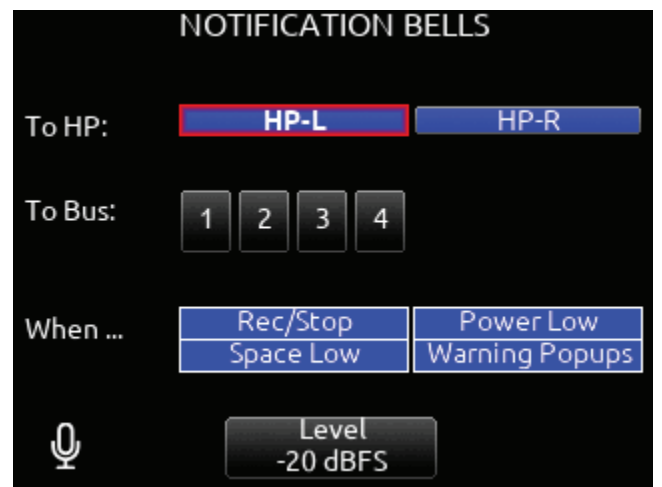 NOTIFICATION BELLS
To HP: HP-L HP-R
To Bus: 1 2 3 4
When ... Rec/Stop Power Low
Space Low Warning Popups
Level
-20 dBFS